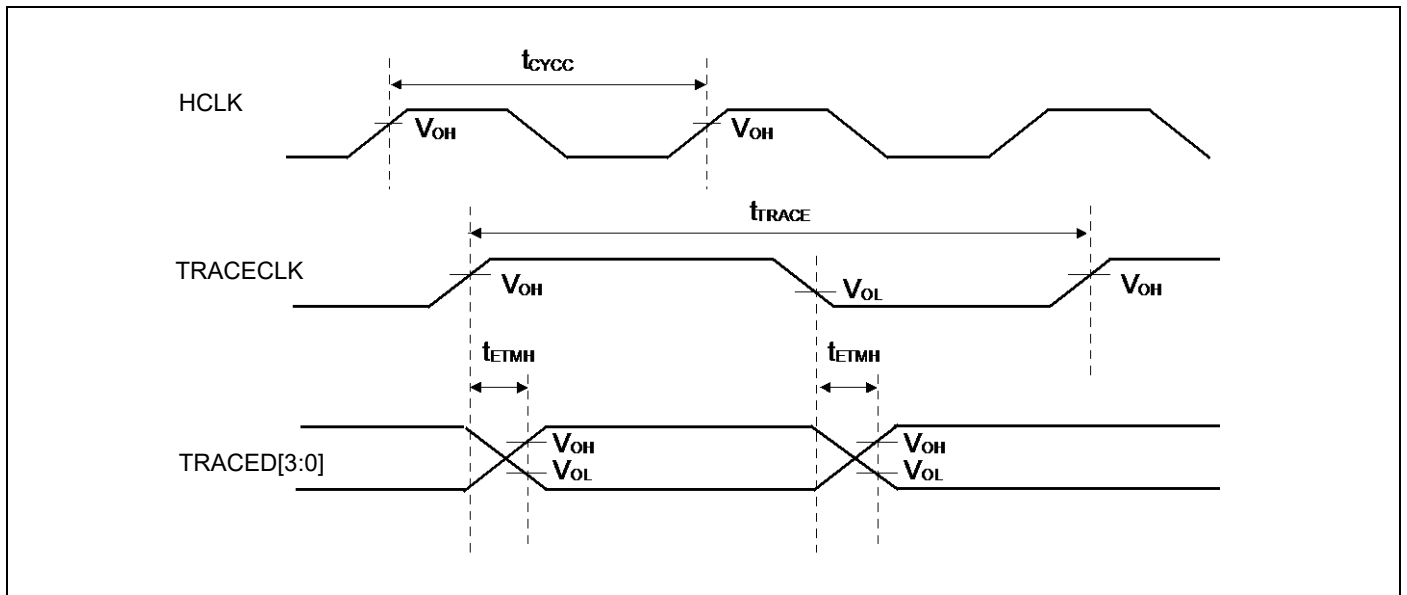 tCYCC
HCLK
VOH
VOH
tTRACE
TRACECLK
VOH
VOL
VOH
tETMH
tETMH
TRACED[3:0]
VOH
VOL
VOH
VOL